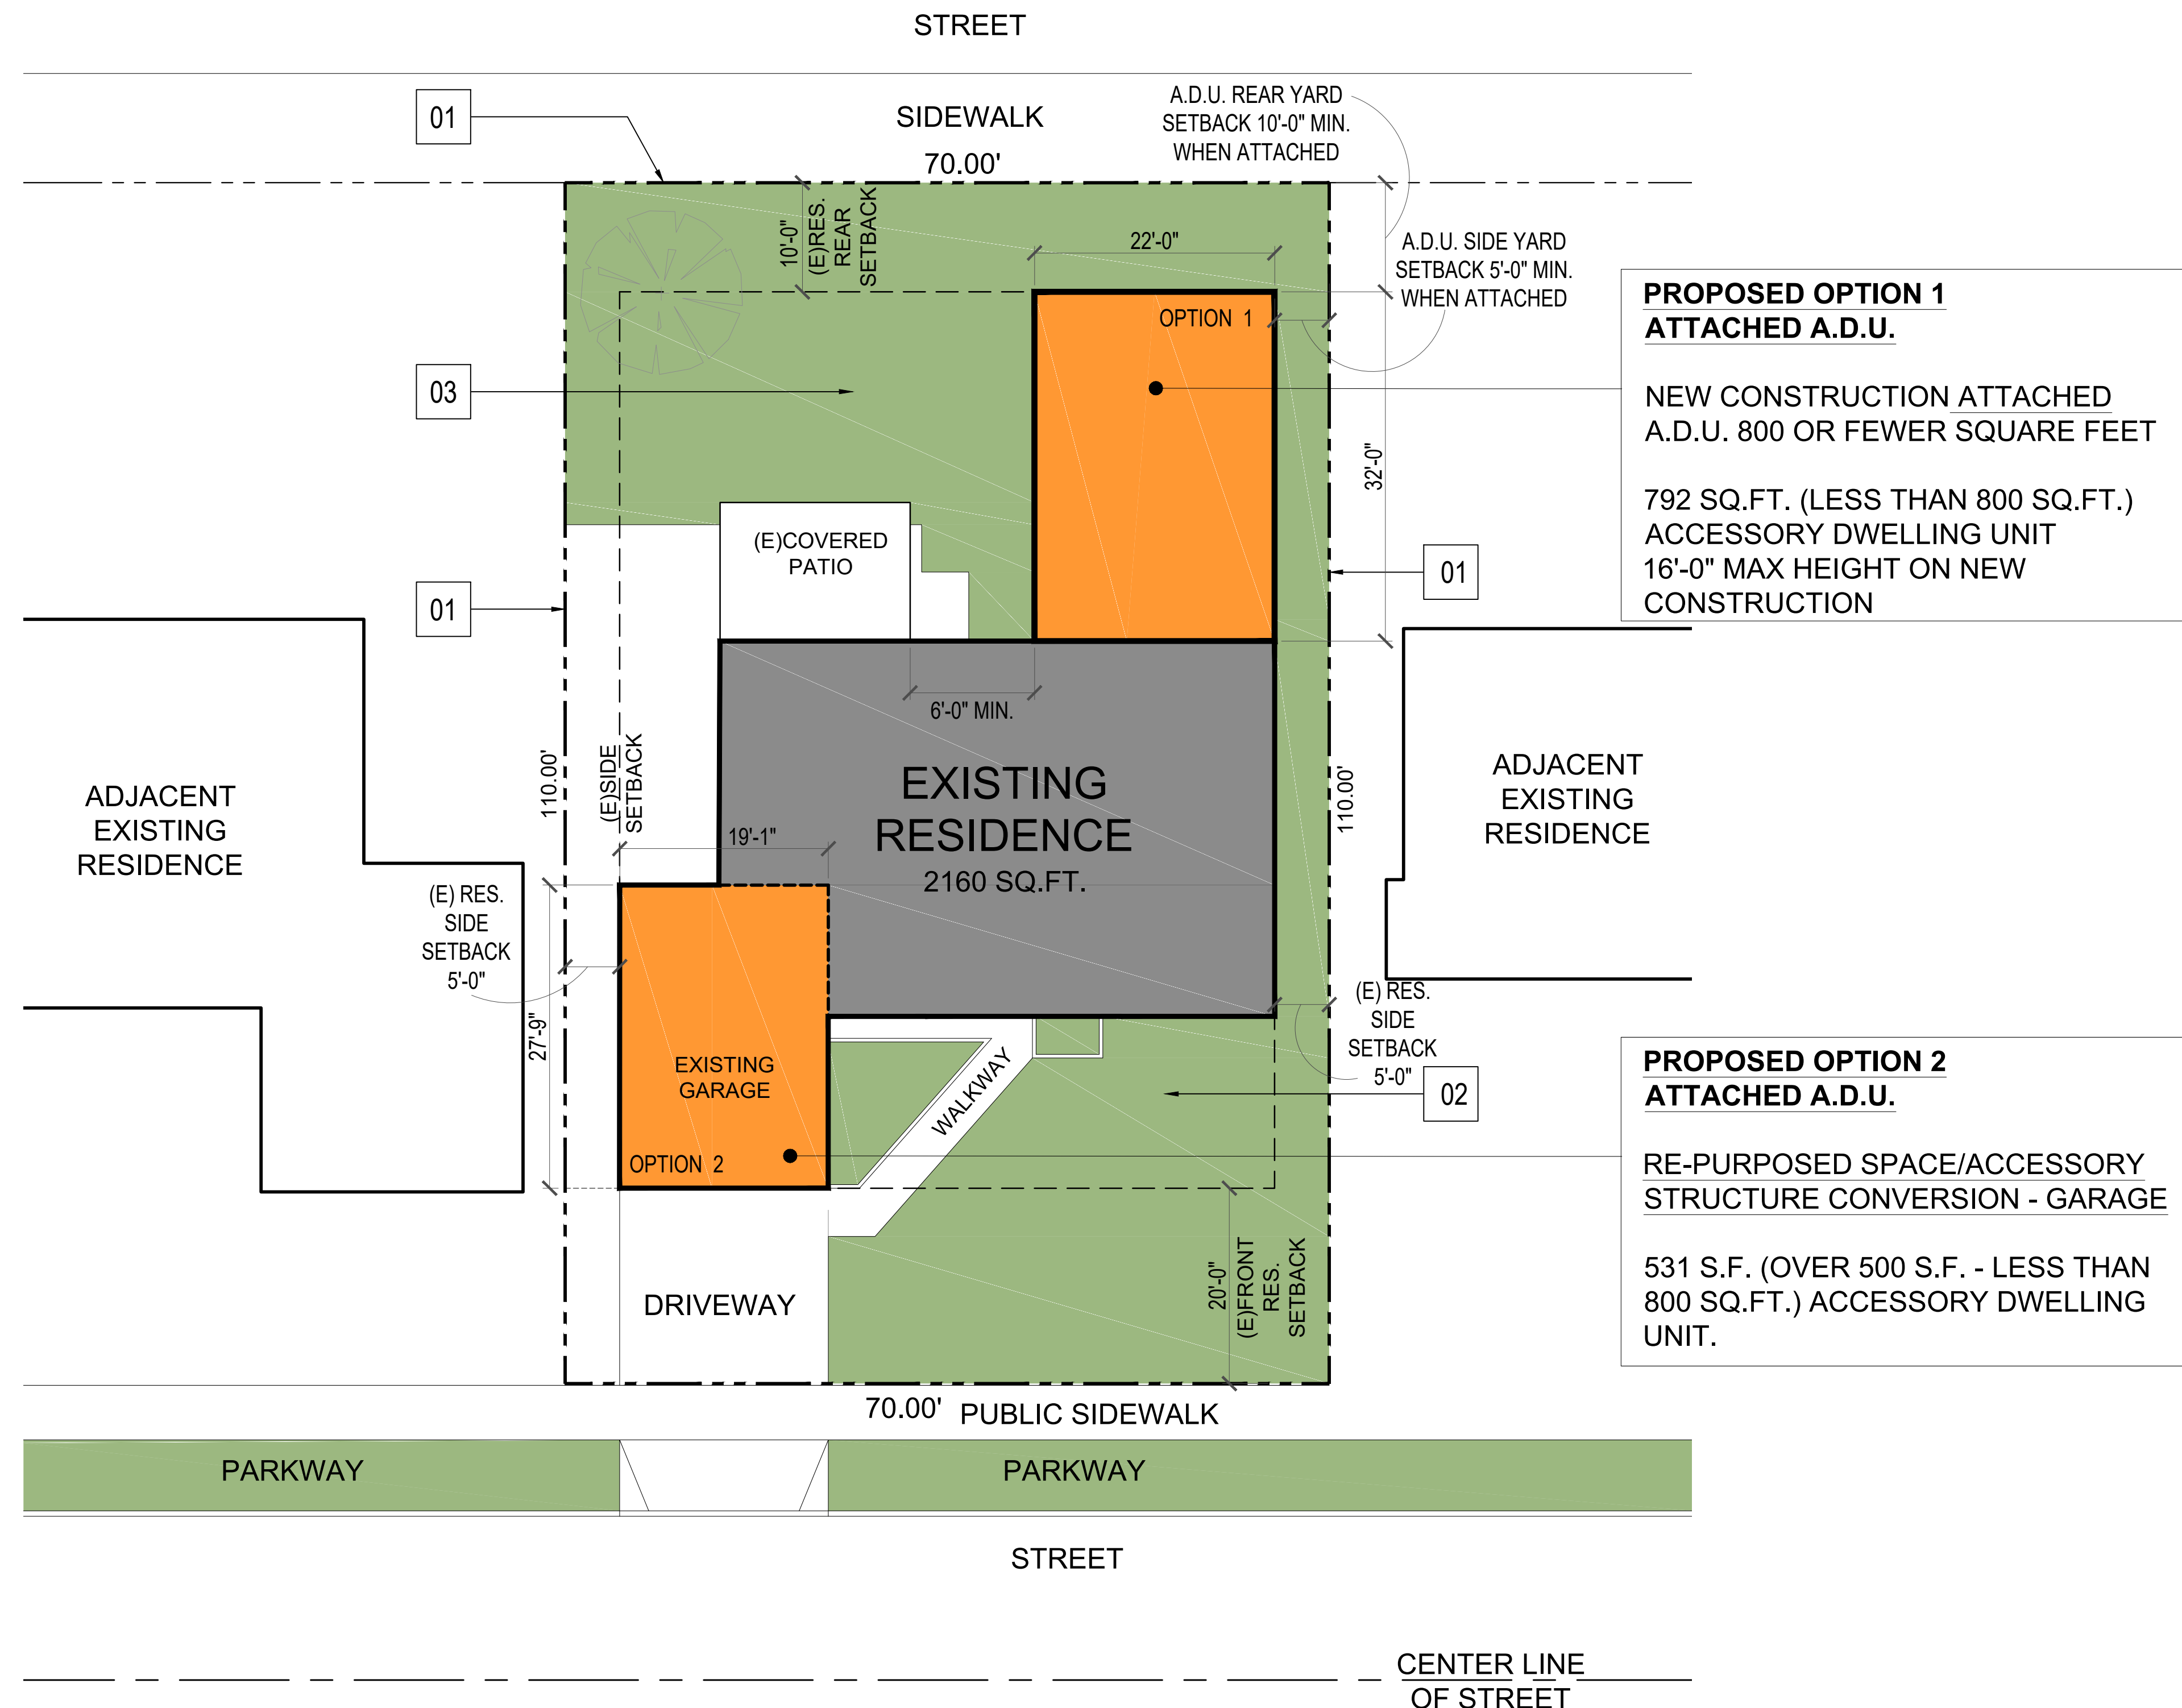 STREET
SIDEWALK
70.00'
A.D.U. REAR YARD
SETBACK 10'-0" MIN.
WHEN ATTACHED
01
10'-0"
(E)RES.
REAR
SETBACK
22'-0"
A.D.U. SIDE YARD
SETBACK 5'-0" MIN.
WHEN ATTACHED
OPTION 1
PROPOSED OPTION 1
ATTACHED A.D.U.
NEW CONSTRUCTION ATTACHED
A.D.U. 800 OR FEWER SQUARE FEET
792 SQ.FT. (LESS THAN 800 SQ.FT.)
ACCESSORY DWELLING UNIT
16'-0" MAX HEIGHT ON NEW
CONSTRUCTION
03
32'-0"
(E)COVERED
PATIO
01
01
6'-0" MIN.
110.00'
(E)SIDE
SETBACK
EXISTING
RESIDENCE
2160 SQ.FT.
110.00'
ADJACENT
EXISTING
RESIDENCE
ADJACENT
EXISTING
RESIDENCE
19'-1"
(E) RES.
SIDE
SETBACK
5'-0"
27'-9"
EXISTING
GARAGE
OPTION 2
WALKWAY
(E) RES.
SIDE
SETBACK
5'-0"
02
PROPOSED OPTION 2
ATTACHED A.D.U.
RE-PURPOSED SPACE/ACCESSORY
STRUCTURE CONVERSION - GARAGE
531 S.F. (OVER 500 S.F. - LESS THAN
800 SQ.FT.) ACCESSORY DWELLING
UNIT.
DRIVEWAY
20'-0"
(E)FRONT
RES.
SETBACK
70.00'
PUBLIC SIDEWALK
PARKWAY
PARKWAY
STREET
CENTER LINE
OF STREET